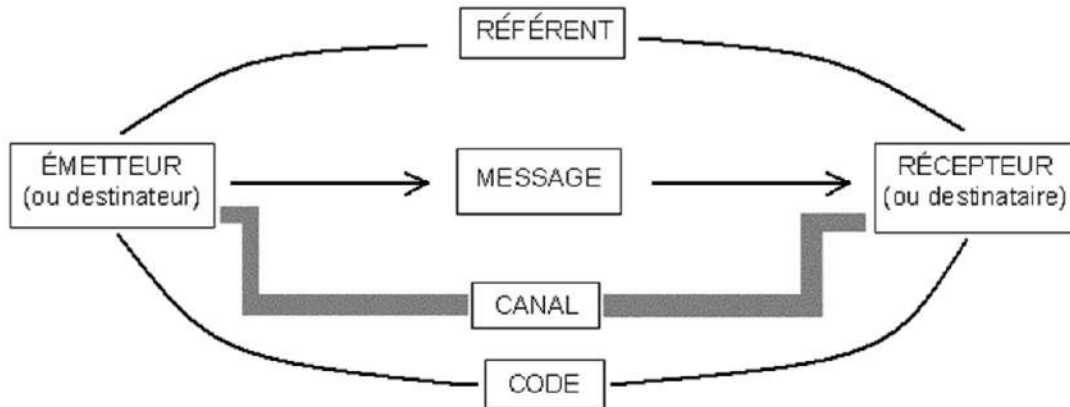 RÉFÉRENT
ÉMETTEUR
(ou destinateur)
MESSAGE
RÉCEPTEUR
(ou destinataire)
CANAL
CODE